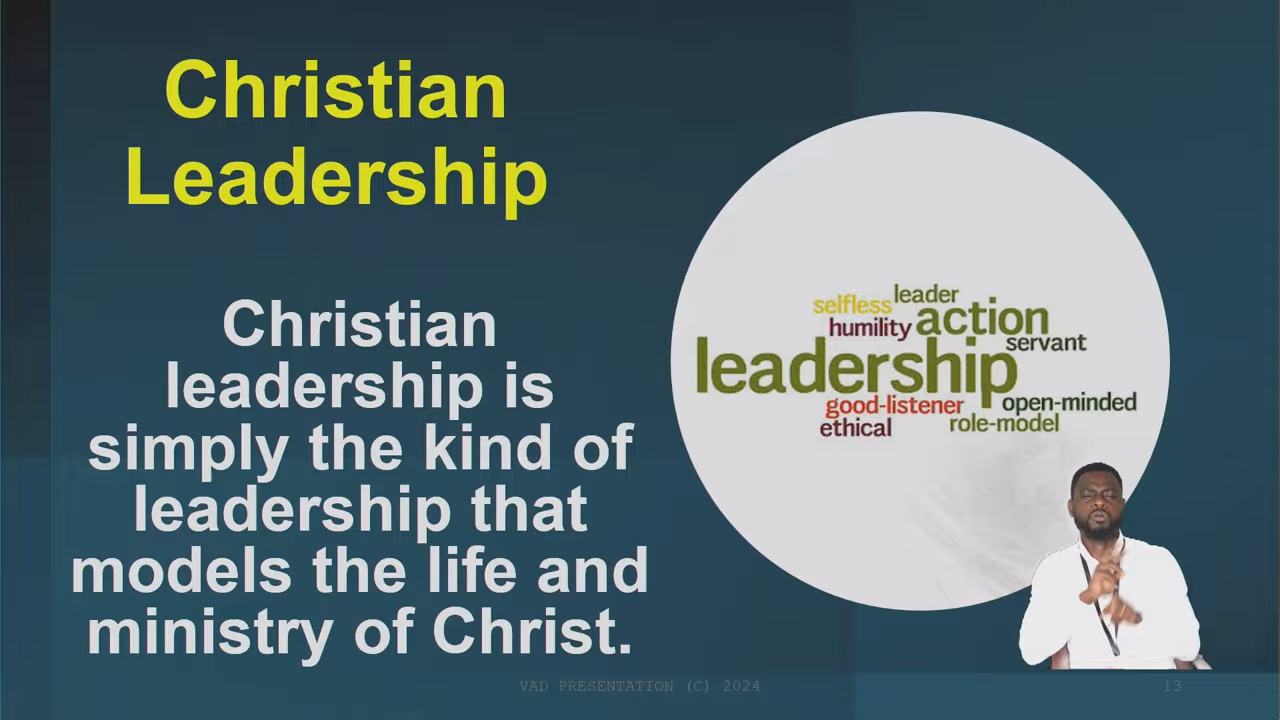 Christian
Leadership
Christian
leadership is
simply the kind of
leadership that
models the life and
ministry of Christ.
selfless leader
humility action
servant
leadership
good-listener open-minded
ethical role-model
VAD PRESENTATION (C) 2024
13